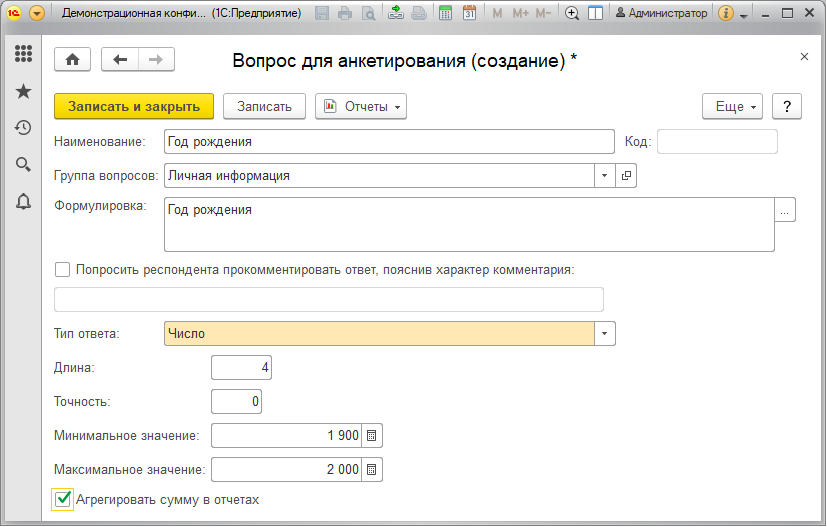 Демонстрационная конфи... (1С:Предприятие) M M+ M- Администратор
Вопрос для анкетирования (создание) *
Записать и закрыть Записать Отчеты Еще ?
Наименование: Год рождения Код:
Группа вопросов: Личная информация
Формулировка: Год рождения ...
Попросить респондента прокомментировать ответ, пояснив характер комментария:
Тип ответа: Число
Длина: 4
Точность: 0
Минимальное значение: 1 900
Максимальное значение: 2 000
Агрегировать сумму в отчетах